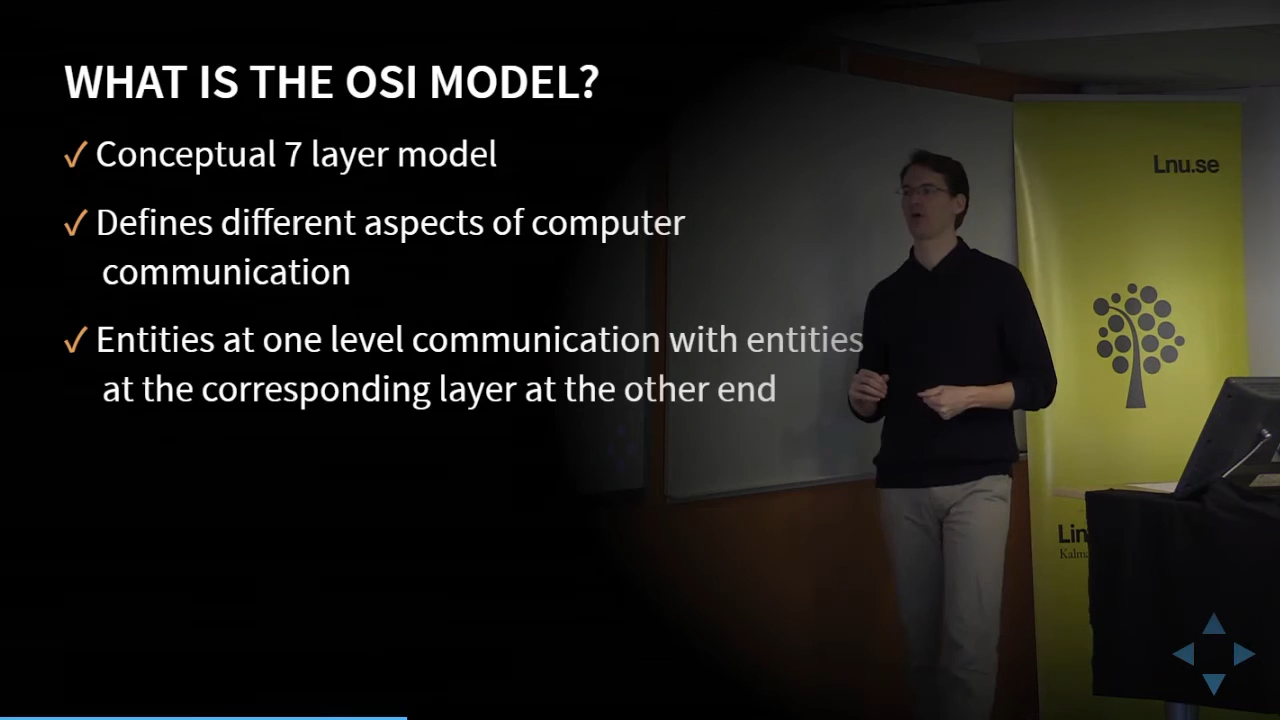 WHAT IS THE OSI MODEL?
✓ Conceptual 7 layer model
✓ Defines different aspects of computer
communication
✓ Entities at one level communication with entities
at the corresponding layer at the other end
Lnu.se